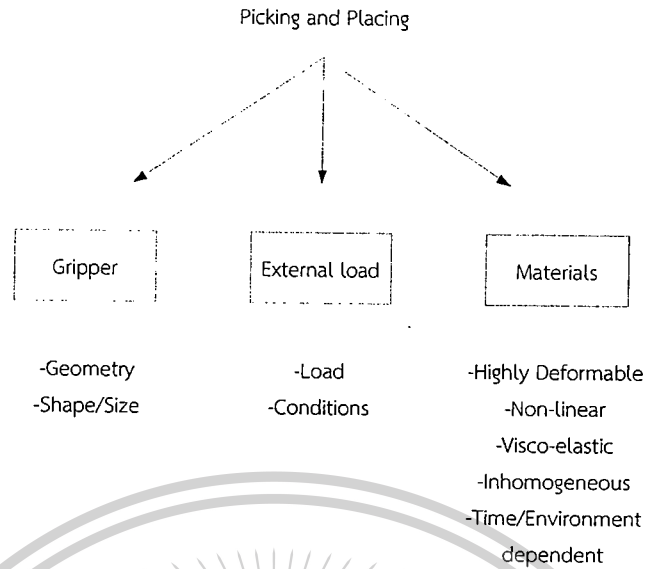 Picking and Placing
Gripper
External load
Materials
-Geometry
-Shape/Size
-Load
-Conditions
-Highly Deformable
-Non-linear
-Visco-elastic
-Inhomogeneous
-Time/Environment
dependent